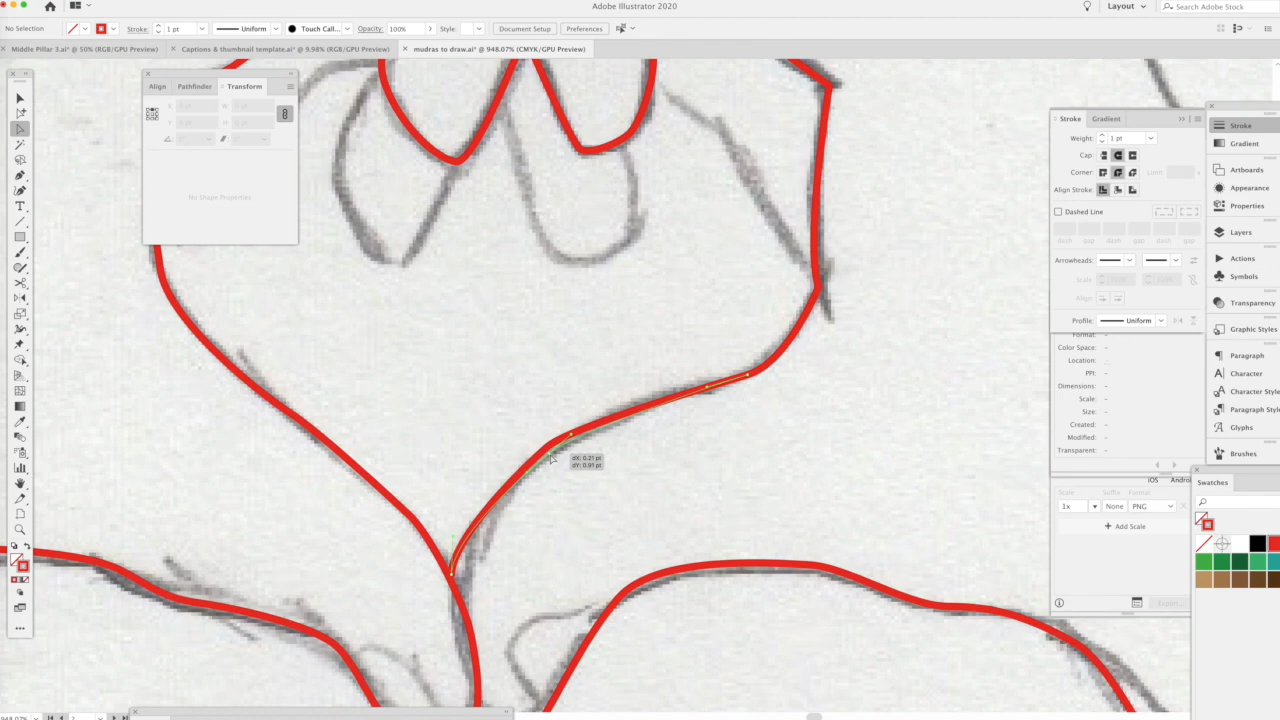 Adobe Illustrator 2020
Layout
Search Adobe Stock
No Selection
Stroke:
1 pt
Uniform
Touch Call...
Opacity:
100%
Style:
Document Setup
Preferences
Middle Pillar 3.ai* @ 50% (RGB/GPU Preview)
Captions & thumbnail template.ai* @ 9.98% (RGB/GPU Preview)
mudras to draw.ai* @ 948.07% (CMYK/GPU Preview)
Align
Pathfinder
Transform
No Shape Properties
dX: 0.21 pt
dY: 0.91 pt
Stroke
Gradient
Weight:
1 pt
Cap:
Corner:
Limit:
Align Stroke:
Dashed Line
dash
gap
dash
gap
dash
gap
Arrowheads:
Scale:
Align:
Profile:
Uniform
Format:
Color Space:
Location:
PPI:
Dimensions:
Scale:
Size:
Created:
Modified:
Transparent:
iOS
Androi
Scale
Suffix
Format
1x
None
PNG
+ Add Scale
Export...
Stroke
Gradient
Artboards
Appearance
Properties
Layers
Actions
Symbols
Transparency
Graphic Styles
Paragraph
Character
Character Style
Paragraph Style
Glyphs
Brushes
Swatches
948.07%
2